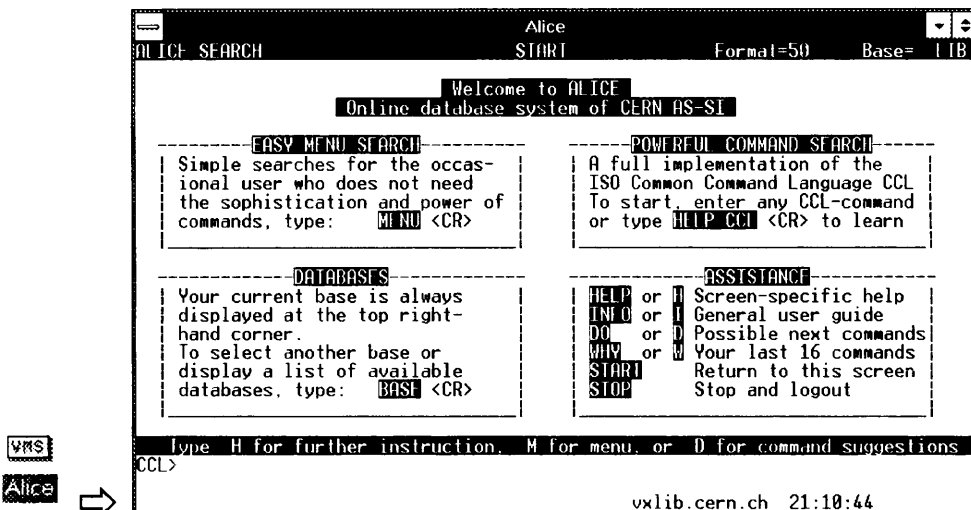 Alice
ALICE SEARCH START Format=50 Base= LIB
Welcome to ALICE
Online database system of CERN AS-SI
EASY MENU SEARCH
Simple searches for the occas-
ional user who does not need
the sophistication and power of
commands, type: MENU <CR>
POWERFUL COMMAND SEARCH
A full implementation of the
ISO Common Command Language CCL
To start, enter any CCL-command
or type HELP CCL <CR> to learn
DATABASES
Your current base is always
displayed at the top right-
hand corner.
To select another base or
display a list of available
databases, type: BASE <CR>
ASSISTANCE
HELP or H Screen-specific help
INFO or I General user guide
DO or D Possible next commands
WHY or W Your last 16 commands
START Return to this screen
STOP Stop and logout
Type H for further instruction, M for menu, or D for command suggestions
CCL>
VMS
Alice
vxlib.cern.ch 21:10:44